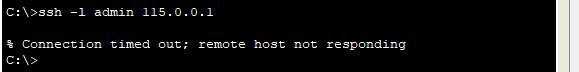 C:\>ssh -l admin 115.0.0.1
% Connection timed out; remote host not responding
C:\>